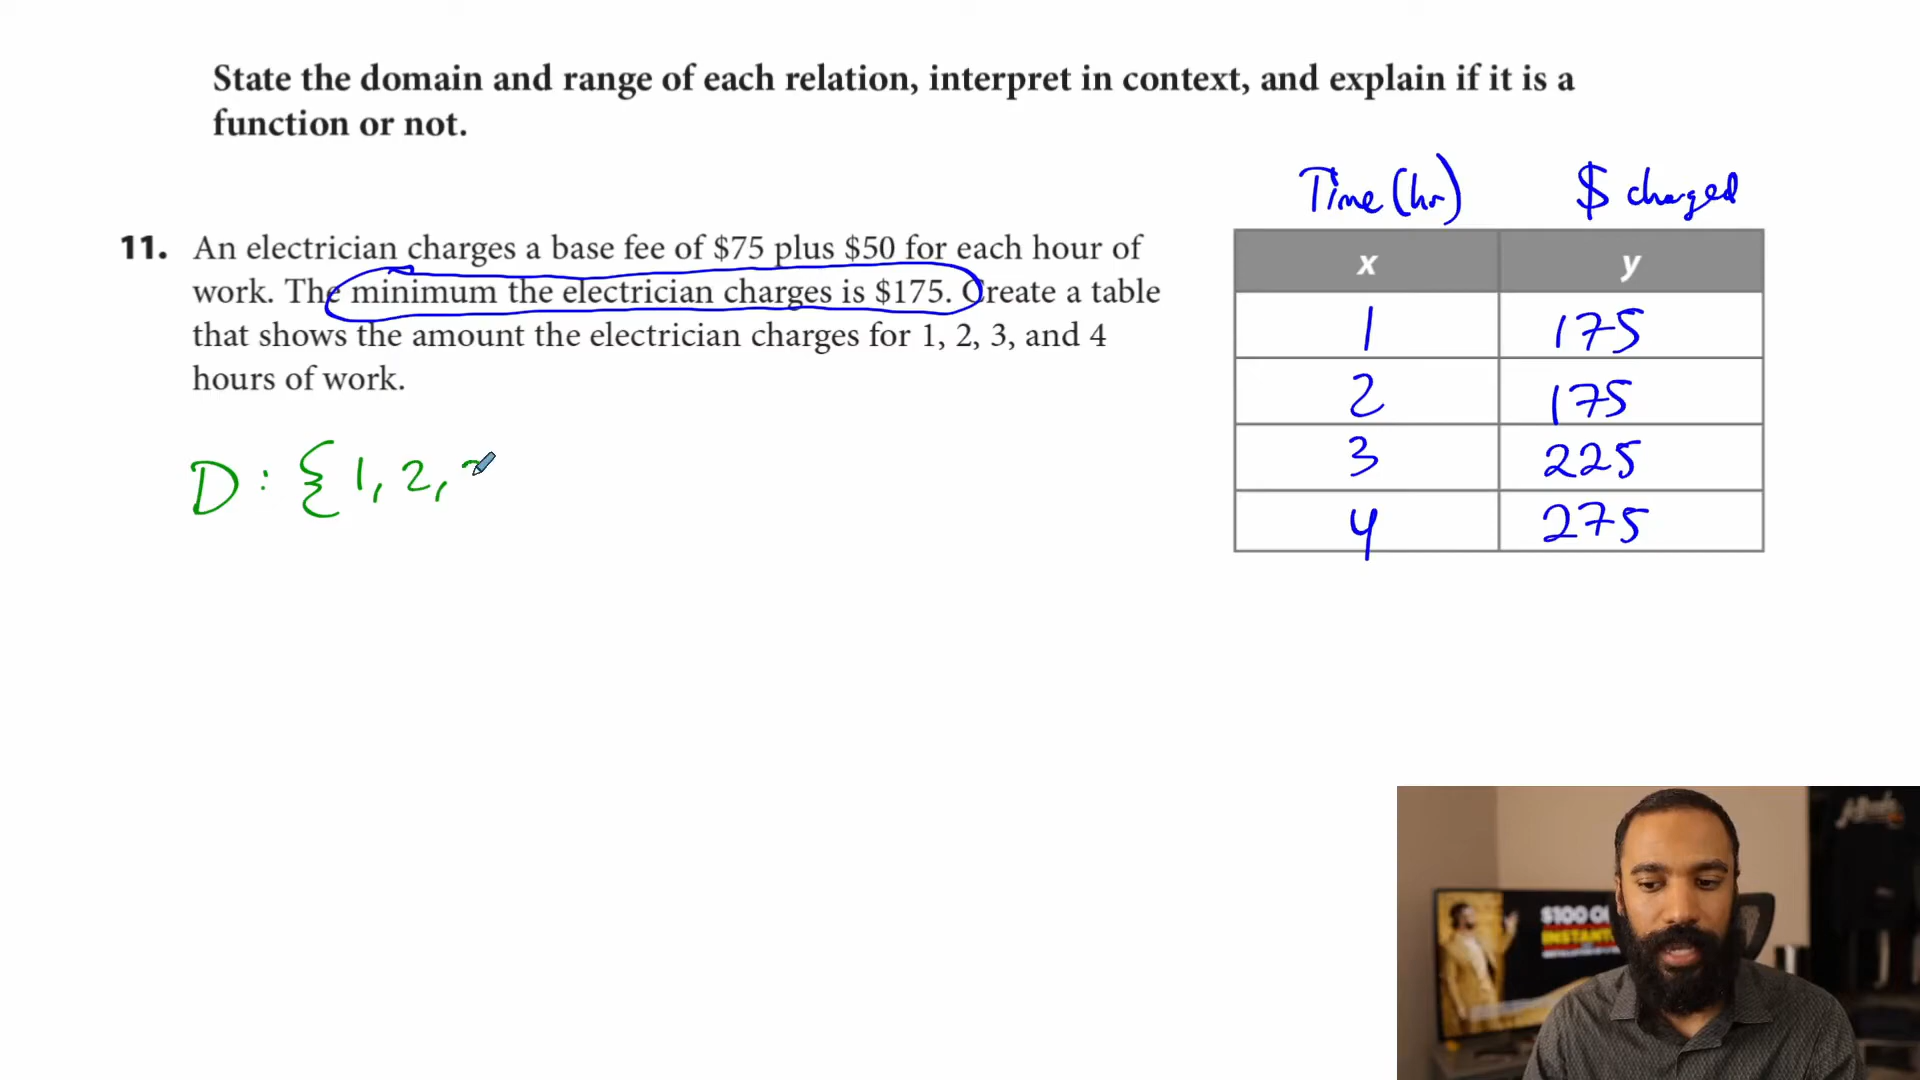 State the domain and range of each relation, interpret in context, and explain if it is a
function or not.
Time (hr) $ charged
11. An electrician charges a base fee of $75 plus $50 for each hour of
work. The minimum the electrician charges is $175. Create a table
that shows the amount the electrician charges for 1, 2, 3, and 4
hours of work.
x y
1 175
2 175
3 225
4 275
D: { 1, 2,
$100 O
INSTANT